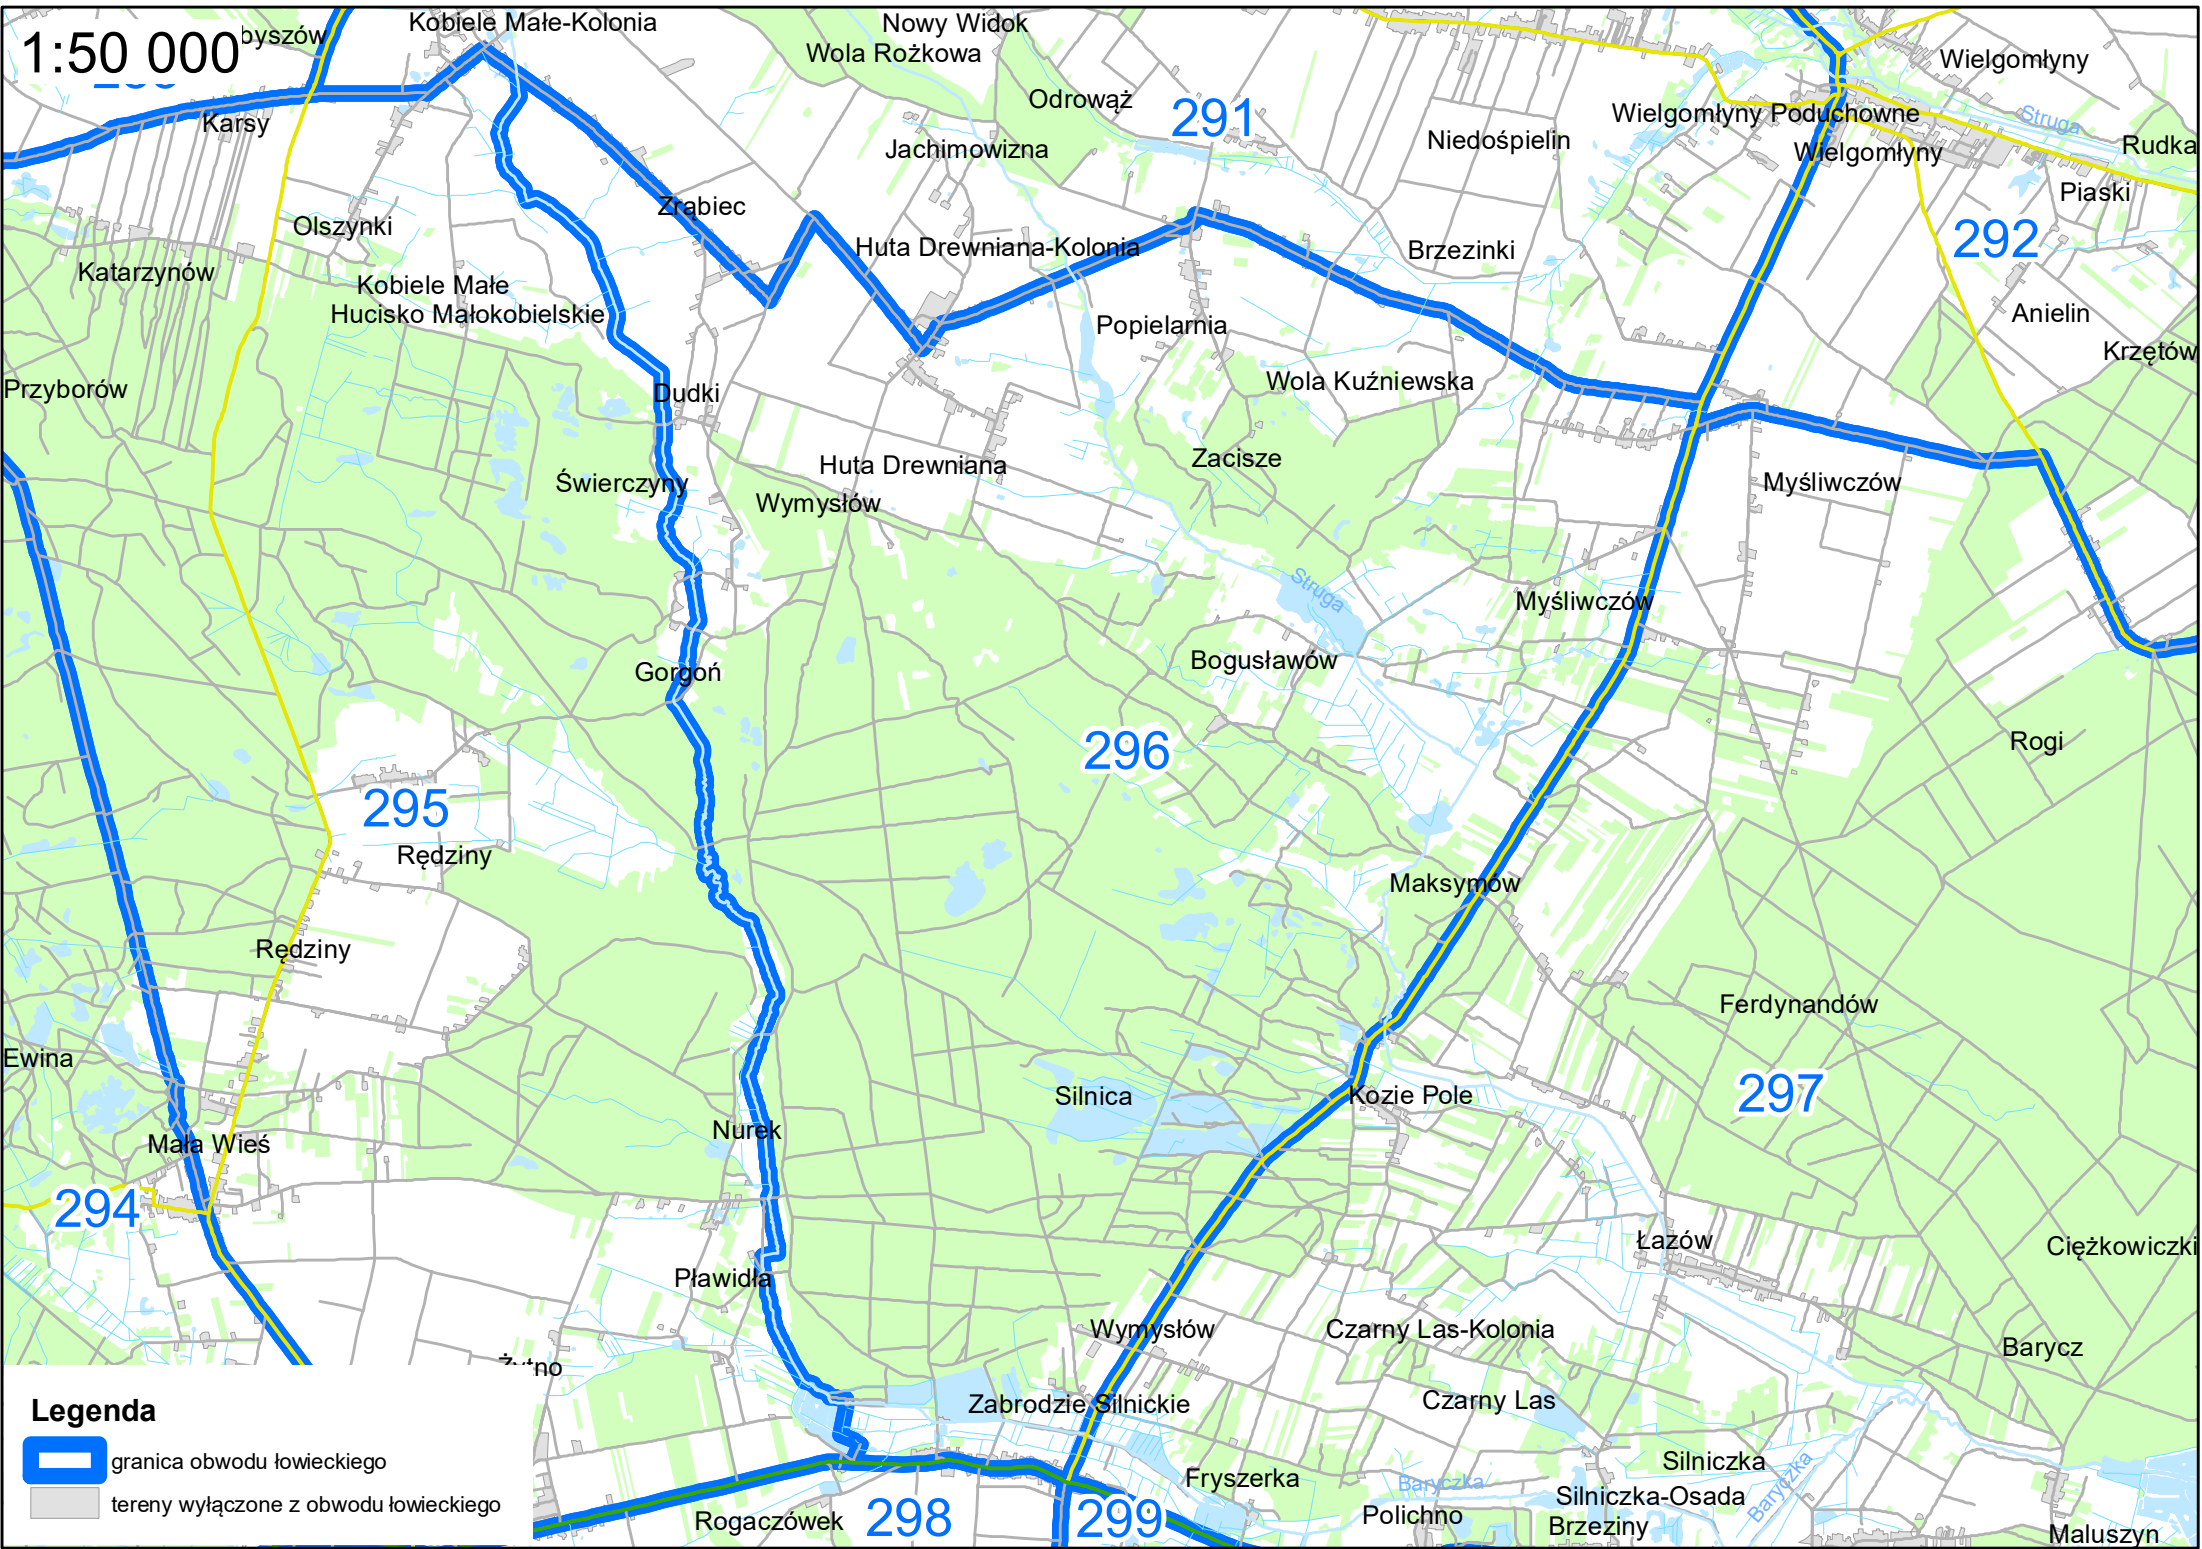 1:50 000
byszów
Kobiele Małe-Kolonia
Nowy Widok
Wola Rożkowa
Wielgomłyny
Odrowąż
291
Karsy
Wielgomłyny Poduchowne
Struga
Niedośpielin
Rudka
Jachimowizna
Wielgomłyny
Piaski
Zrąbiec
Olszynki
Huta Drewniana-Kolonia
Brzezinki
292
Katarzynów
Kobiele Małe
Hucisko Małokobielskie
Popielarnia
Anielin
Krzętów
Przyborów
Dudki
Wola Kuźniewska
Huta Drewniana
Zacisze
Świerczyny
Wymysłów
Myśliwczów
Struga
Myśliwczów
Gorgoń
Bogusławów
296
Rogi
295
Rędziny
Maksymów
Rędziny
Ferdynandów
Ewina
Silnica
Kozie Pole
297
Nurek
Mała Wieś
294
Łazów
Ciężkowiczki
Pławidła
Wymysłów
Czarny Las-Kolonia
Barycz
Żytno
Zabrodzie Silnickie
Czarny Las
Legenda
granica obwodu łowieckiego
tereny wyłączone z obwodu łowieckiego
Silniczka
Fryszerka
Baryczka
Baryczka
Silniczka-Osada
Rogaczówek
298
299
Polichno
Brzeziny
Maluszyn